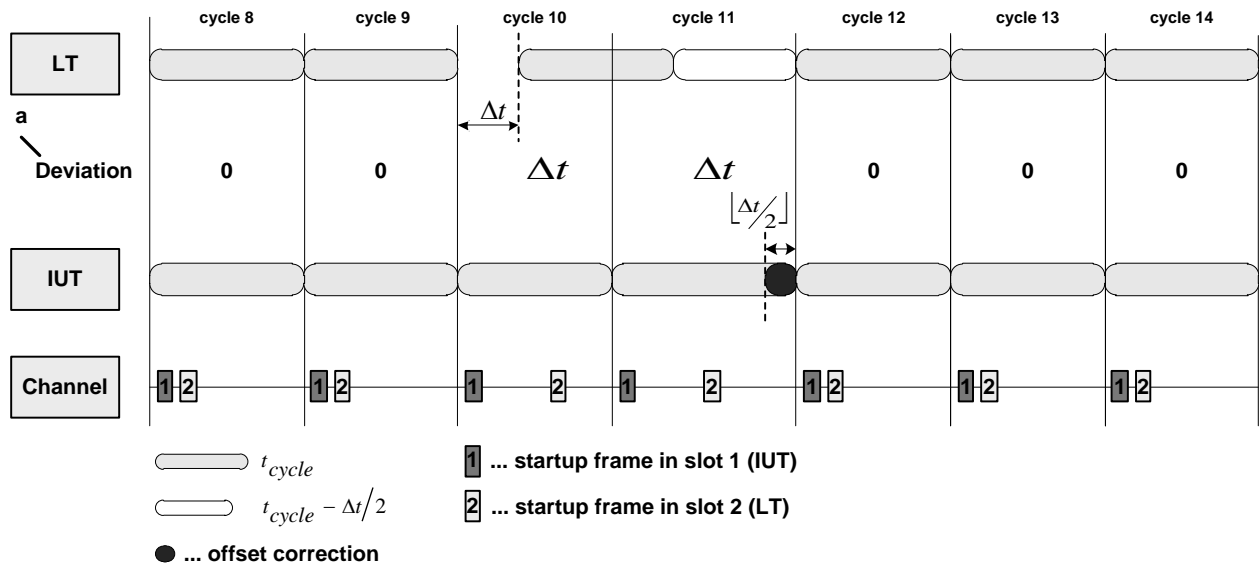 cycle 8 cycle 9 cycle 10 cycle 11 cycle 12 cycle 13 cycle 14
LT
Δt
a
Deviation 0 0 Δt Δt 0 0 0
⌊Δt/2⌋
IUT
Channel 1 2 1 2 1 2 1 2 1 2 1 2 1 2
t_cycle 1 ... startup frame in slot 1 (IUT)
t_cycle − Δt/2 2 ... startup frame in slot 2 (LT)
... offset correction